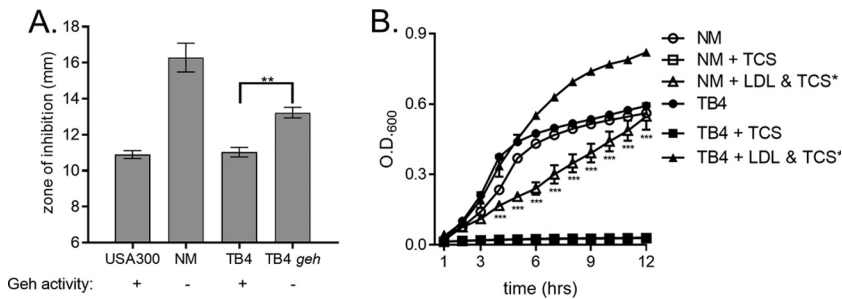 A.
zone of inhibition (mm)
18
16
14
12
10
8
6
**
USA300 NM TB4 TB4 geh
Geh activity: + - + -
B.
O.D.600
0.9
0.6
0.3
0.0
*** *** *** *** *** *** *** *** ***
1 3 6 9 12
time (hrs)
NM
NM + TCS
NM + LDL & TCS*
TB4
TB4 + TCS
TB4 + LDL & TCS*